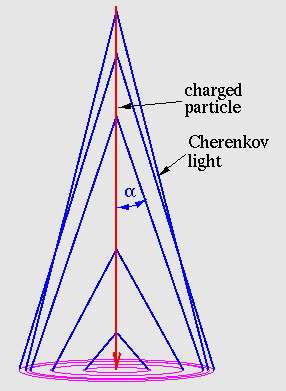 charged
particle
Cherenkov
light
α